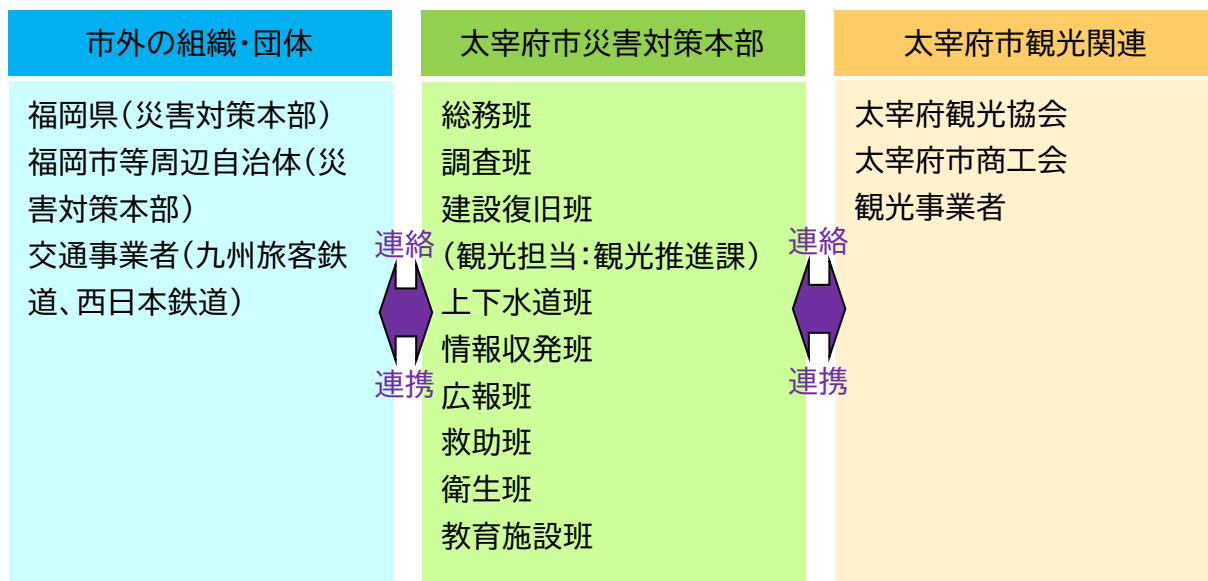 市外の組織・団体
福岡県（災害対策本部）
福岡市等周辺自治体（災
害対策本部）
交通事業者（九州旅客鉄
道、西日本鉄道）
連絡
連携
太宰府市災害対策本部
総務班
調査班
建設復旧班
（観光担当：観光推進課）
上下水道班
情報収発班
広報班
救助班
衛生班
教育施設班
連絡
連携
太宰府市観光関連
太宰府観光協会
太宰府市商工会
観光事業者